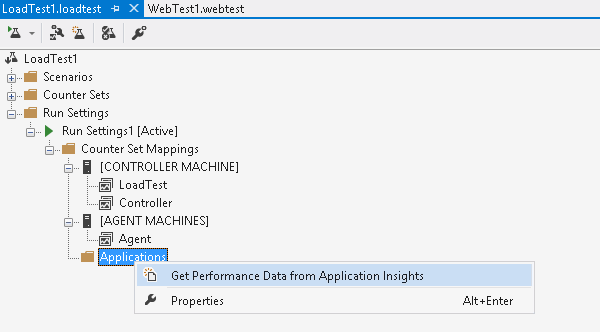 LoadTest1.loadtest WebTest1.webtest
LoadTest1
Scenarios
Counter Sets
Run Settings
Run Settings1 [Active]
Counter Set Mappings
[CONTROLLER MACHINE]
LoadTest
Controller
[AGENT MACHINES]
Agent
Applications
Get Performance Data from Application Insights
Properties Alt+Enter